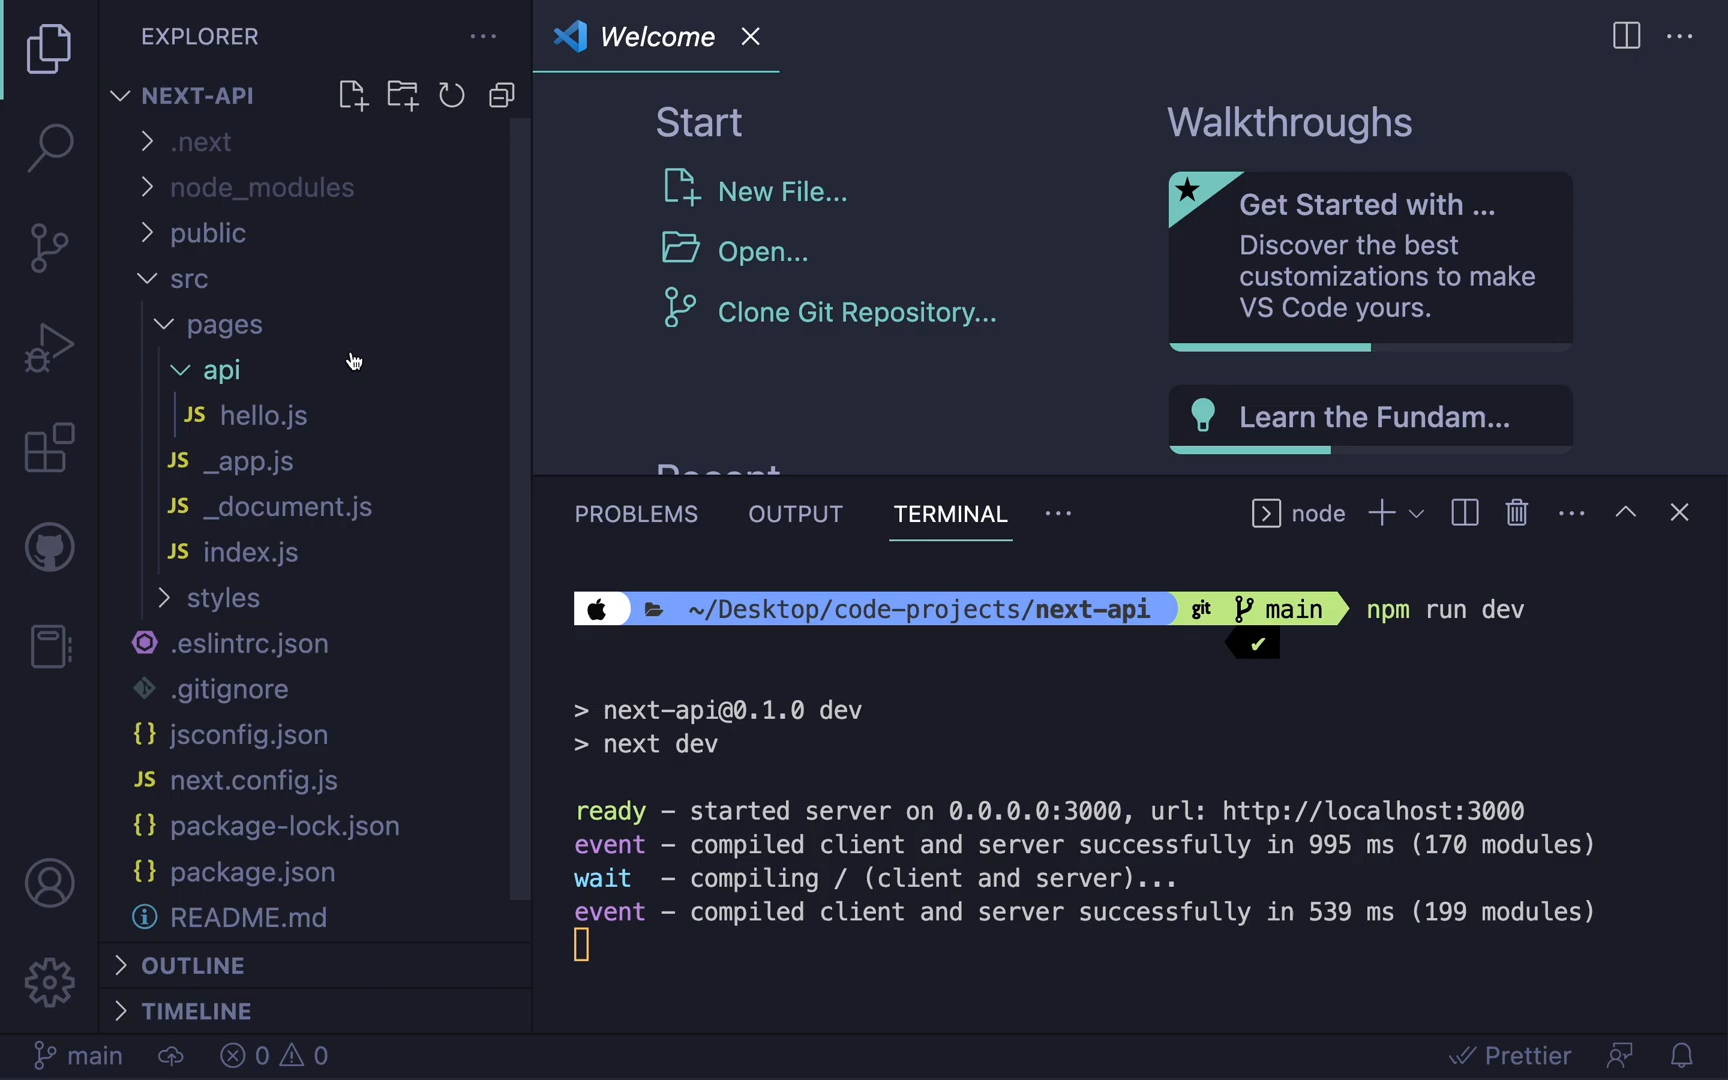 EXPLORER
NEXT-API
.next
node_modules
public
src
pages
api
JS hello.js
JS _app.js
JS _document.js
JS index.js
styles
.eslintrc.json
.gitignore
{} jsconfig.json
JS next.config.js
{} package-lock.json
{} package.json
README.md
OUTLINE
TIMELINE
Welcome
Start
New File...
Open...
Clone Git Repository...
Recent
Walkthroughs
Get Started with ...
Discover the best
customizations to make
VS Code yours.
Learn the Fundam...
PROBLEMS OUTPUT TERMINAL
node
~/Desktop/code-projects/next-api git main npm run dev
> next-api@0.1.0 dev
> next dev
ready - started server on 0.0.0.0:3000, url: http://localhost:3000
event - compiled client and server successfully in 995 ms (170 modules)
wait - compiling / (client and server)...
event - compiled client and server successfully in 539 ms (199 modules)
main 0 0 Prettier